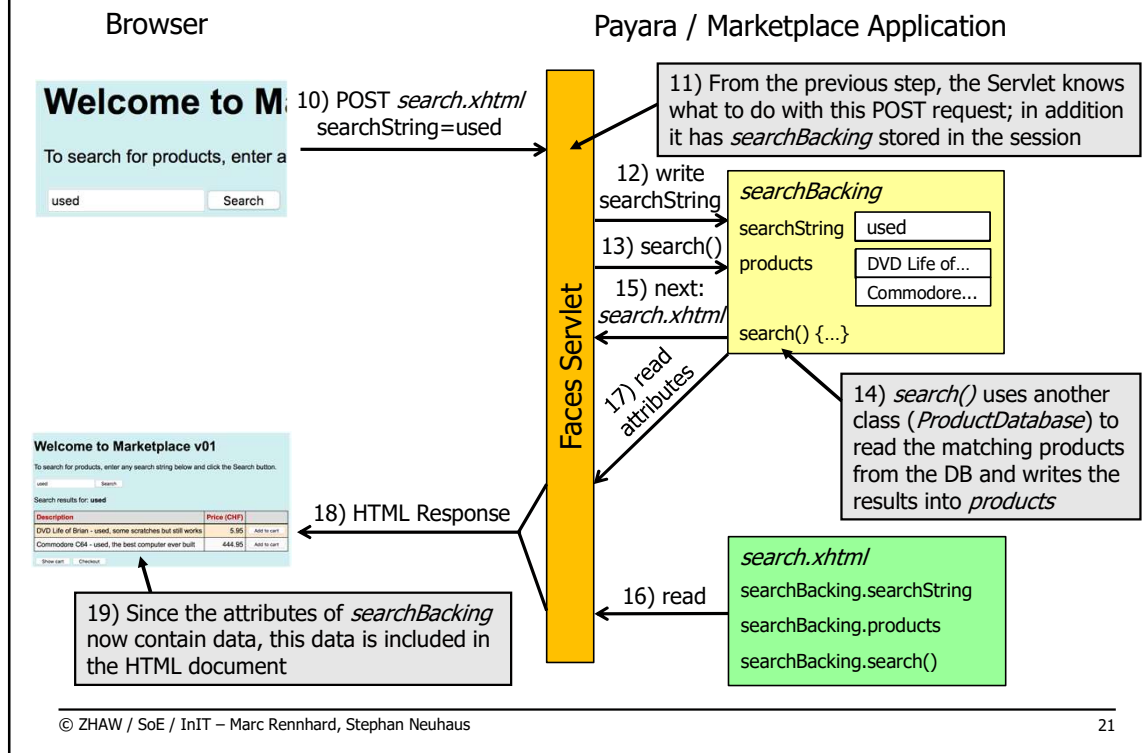 Browser
Payara / Marketplace Application
Welcome to M
To search for products, enter a
used
Search
10) POST search.xhtml
searchString=used
11) From the previous step, the Servlet knows
what to do with this POST request; in addition
it has searchBacking stored in the session
12) write
searchString
13) search()
15) next:
search.xhtml
17) read
attributes
Faces Servlet
searchBacking
searchString
used
products
DVD Life of...
Commodore...
search() {...}
14) search() uses another
class (ProductDatabase) to
read the matching products
from the DB and writes the
results into products
Welcome to Marketplace v01
To search for products, enter any search string below and click the Search button.
used
Search
Search results for: used
Description Price (CHF)
DVD Life of Brian - used, some scratches but still works 5.95 Add to cart
Commodore C64 - used, the best computer ever built 444.95 Add to cart
Show cart Checkout
18) HTML Response
16) read
search.xhtml
searchBacking.searchString
searchBacking.products
searchBacking.search()
19) Since the attributes of searchBacking
now contain data, this data is included in
the HTML document
© ZHAW / SoE / InIT – Marc Rennhard, Stephan Neuhaus
21